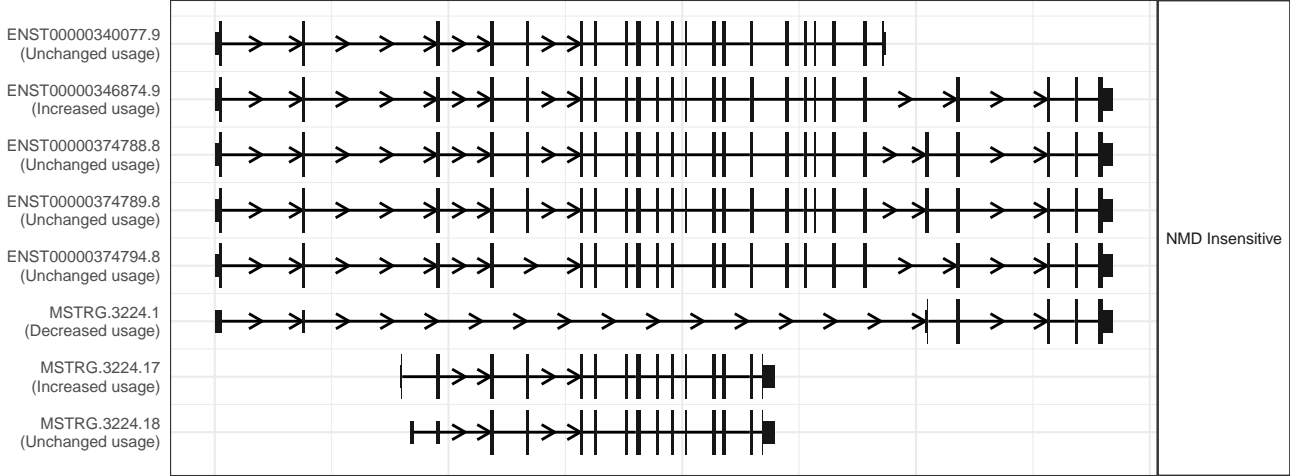 ENST00000340077.9
(Unchanged usage)
ENST00000346874.9
(Increased usage)
ENST00000374788.8
(Unchanged usage)
ENST00000374789.8
(Unchanged usage)
ENST00000374794.8
(Unchanged usage)
MSTRG.3224.1
(Decreased usage)
MSTRG.3224.17
(Increased usage)
MSTRG.3224.18
(Unchanged usage)
NMD Insensitive